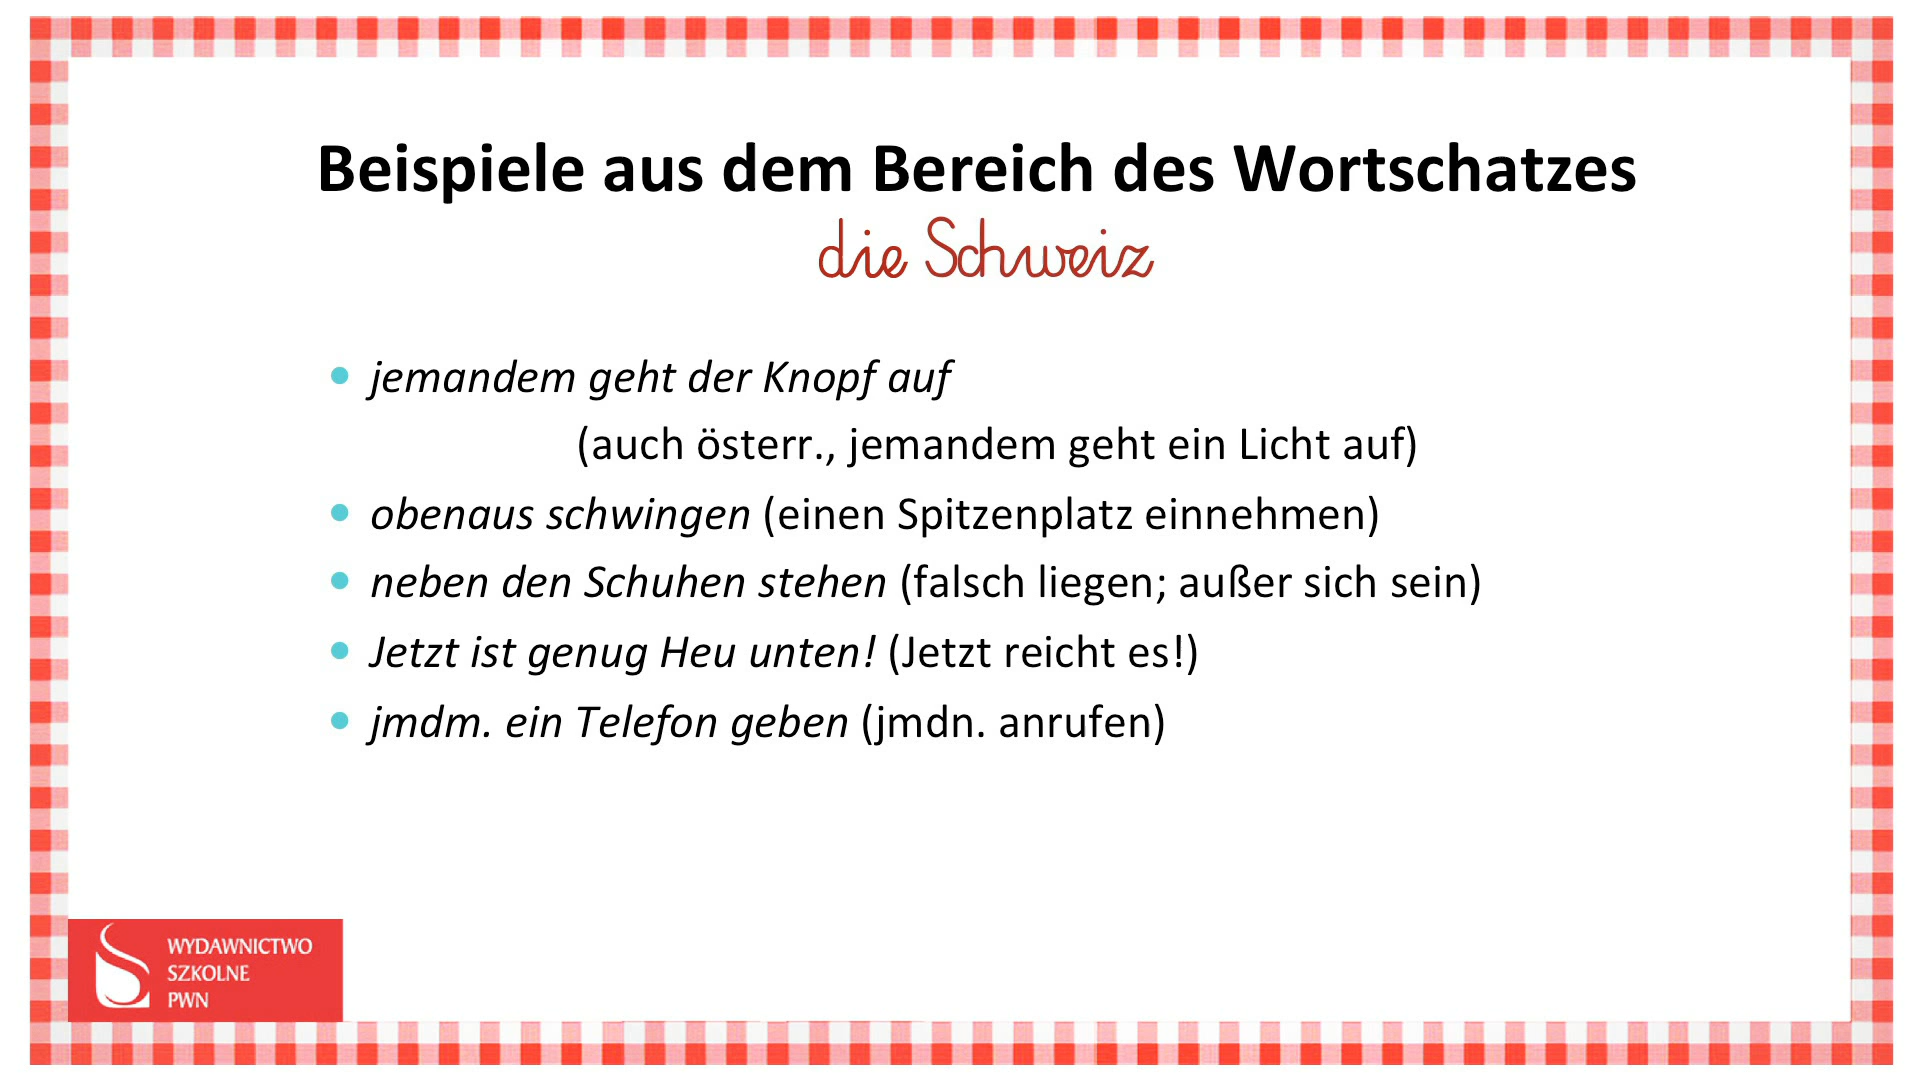 Beispiele aus dem Bereich des Wortschatzes
die Schweiz
jemandem geht der Knopf auf
(auch österr., jemandem geht ein Licht auf)
obenaus schwingen (einen Spitzenplatz einnehmen)
neben den Schuhen stehen (falsch liegen; außer sich sein)
Jetzt ist genug Heu unten! (Jetzt reicht es!)
jmdm. ein Telefon geben (jmdn. anrufen)
WYDAWNICTWO
SZKOLNE
PWN